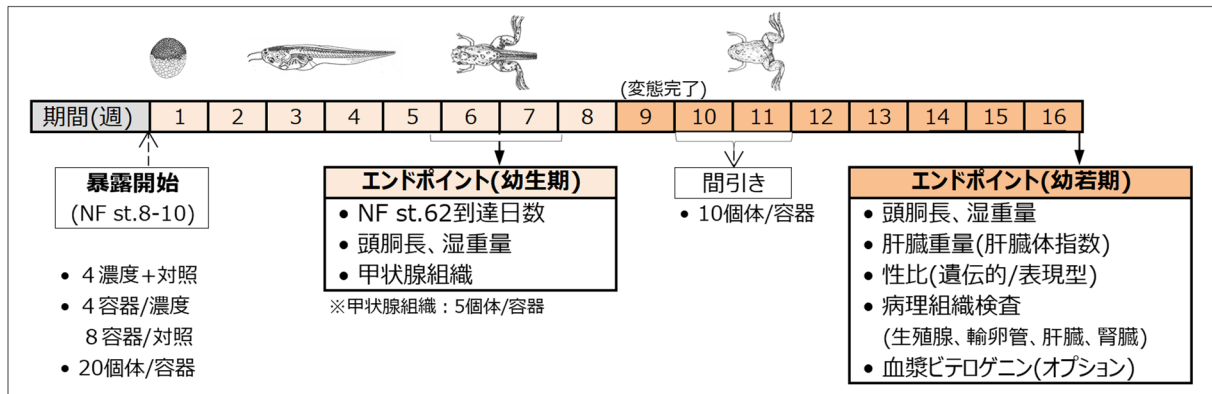 (変態完了)
期間(週) 1 2 3 4 5 6 7 8 9 10 11 12 13 14 15 16
暴露開始
(NF st.8-10)
• 4濃度+対照
• 4容器/濃度
8容器/対照
• 20個体/容器
エンドポイント(幼生期)
• NF st.62到達日数
• 頭胴長、湿重量
• 甲状腺組織
※甲状腺組織：5個体/容器
間引き
• 10個体/容器
エンドポイント(幼若期)
• 頭胴長、湿重量
• 肝臓重量(肝臓体指数)
• 性比(遺伝的/表現型)
• 病理組織検査
(生殖腺、輸卵管、肝臓、腎臓)
• 血漿ビテロゲニン(オプション)